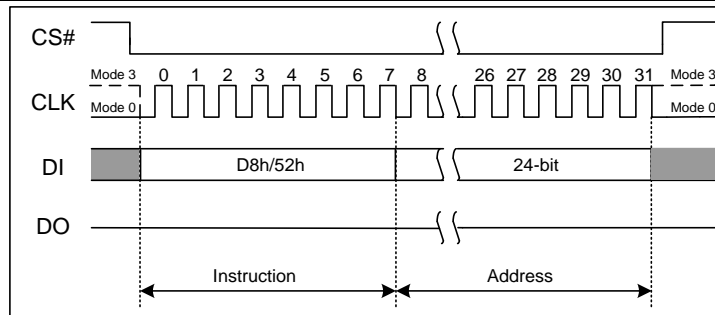 CS#
Mode 3 0 1 2 3 4 5 6 7 8 26 27 28 29 30 31 Mode 3
CLK Mode 0 Mode 0
DI D8h/52h 24-bit
DO
Instruction Address